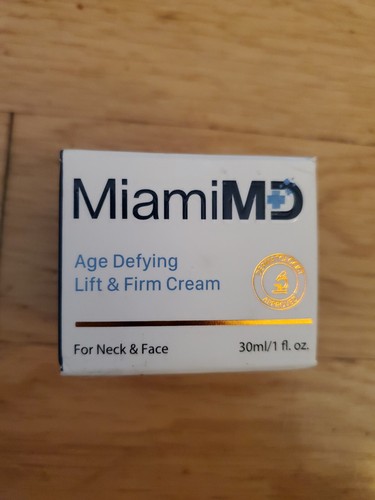 MiamiMD
Age Defying
Lift & Firm Cream
For Neck & Face
30ml/1 fl. oz.